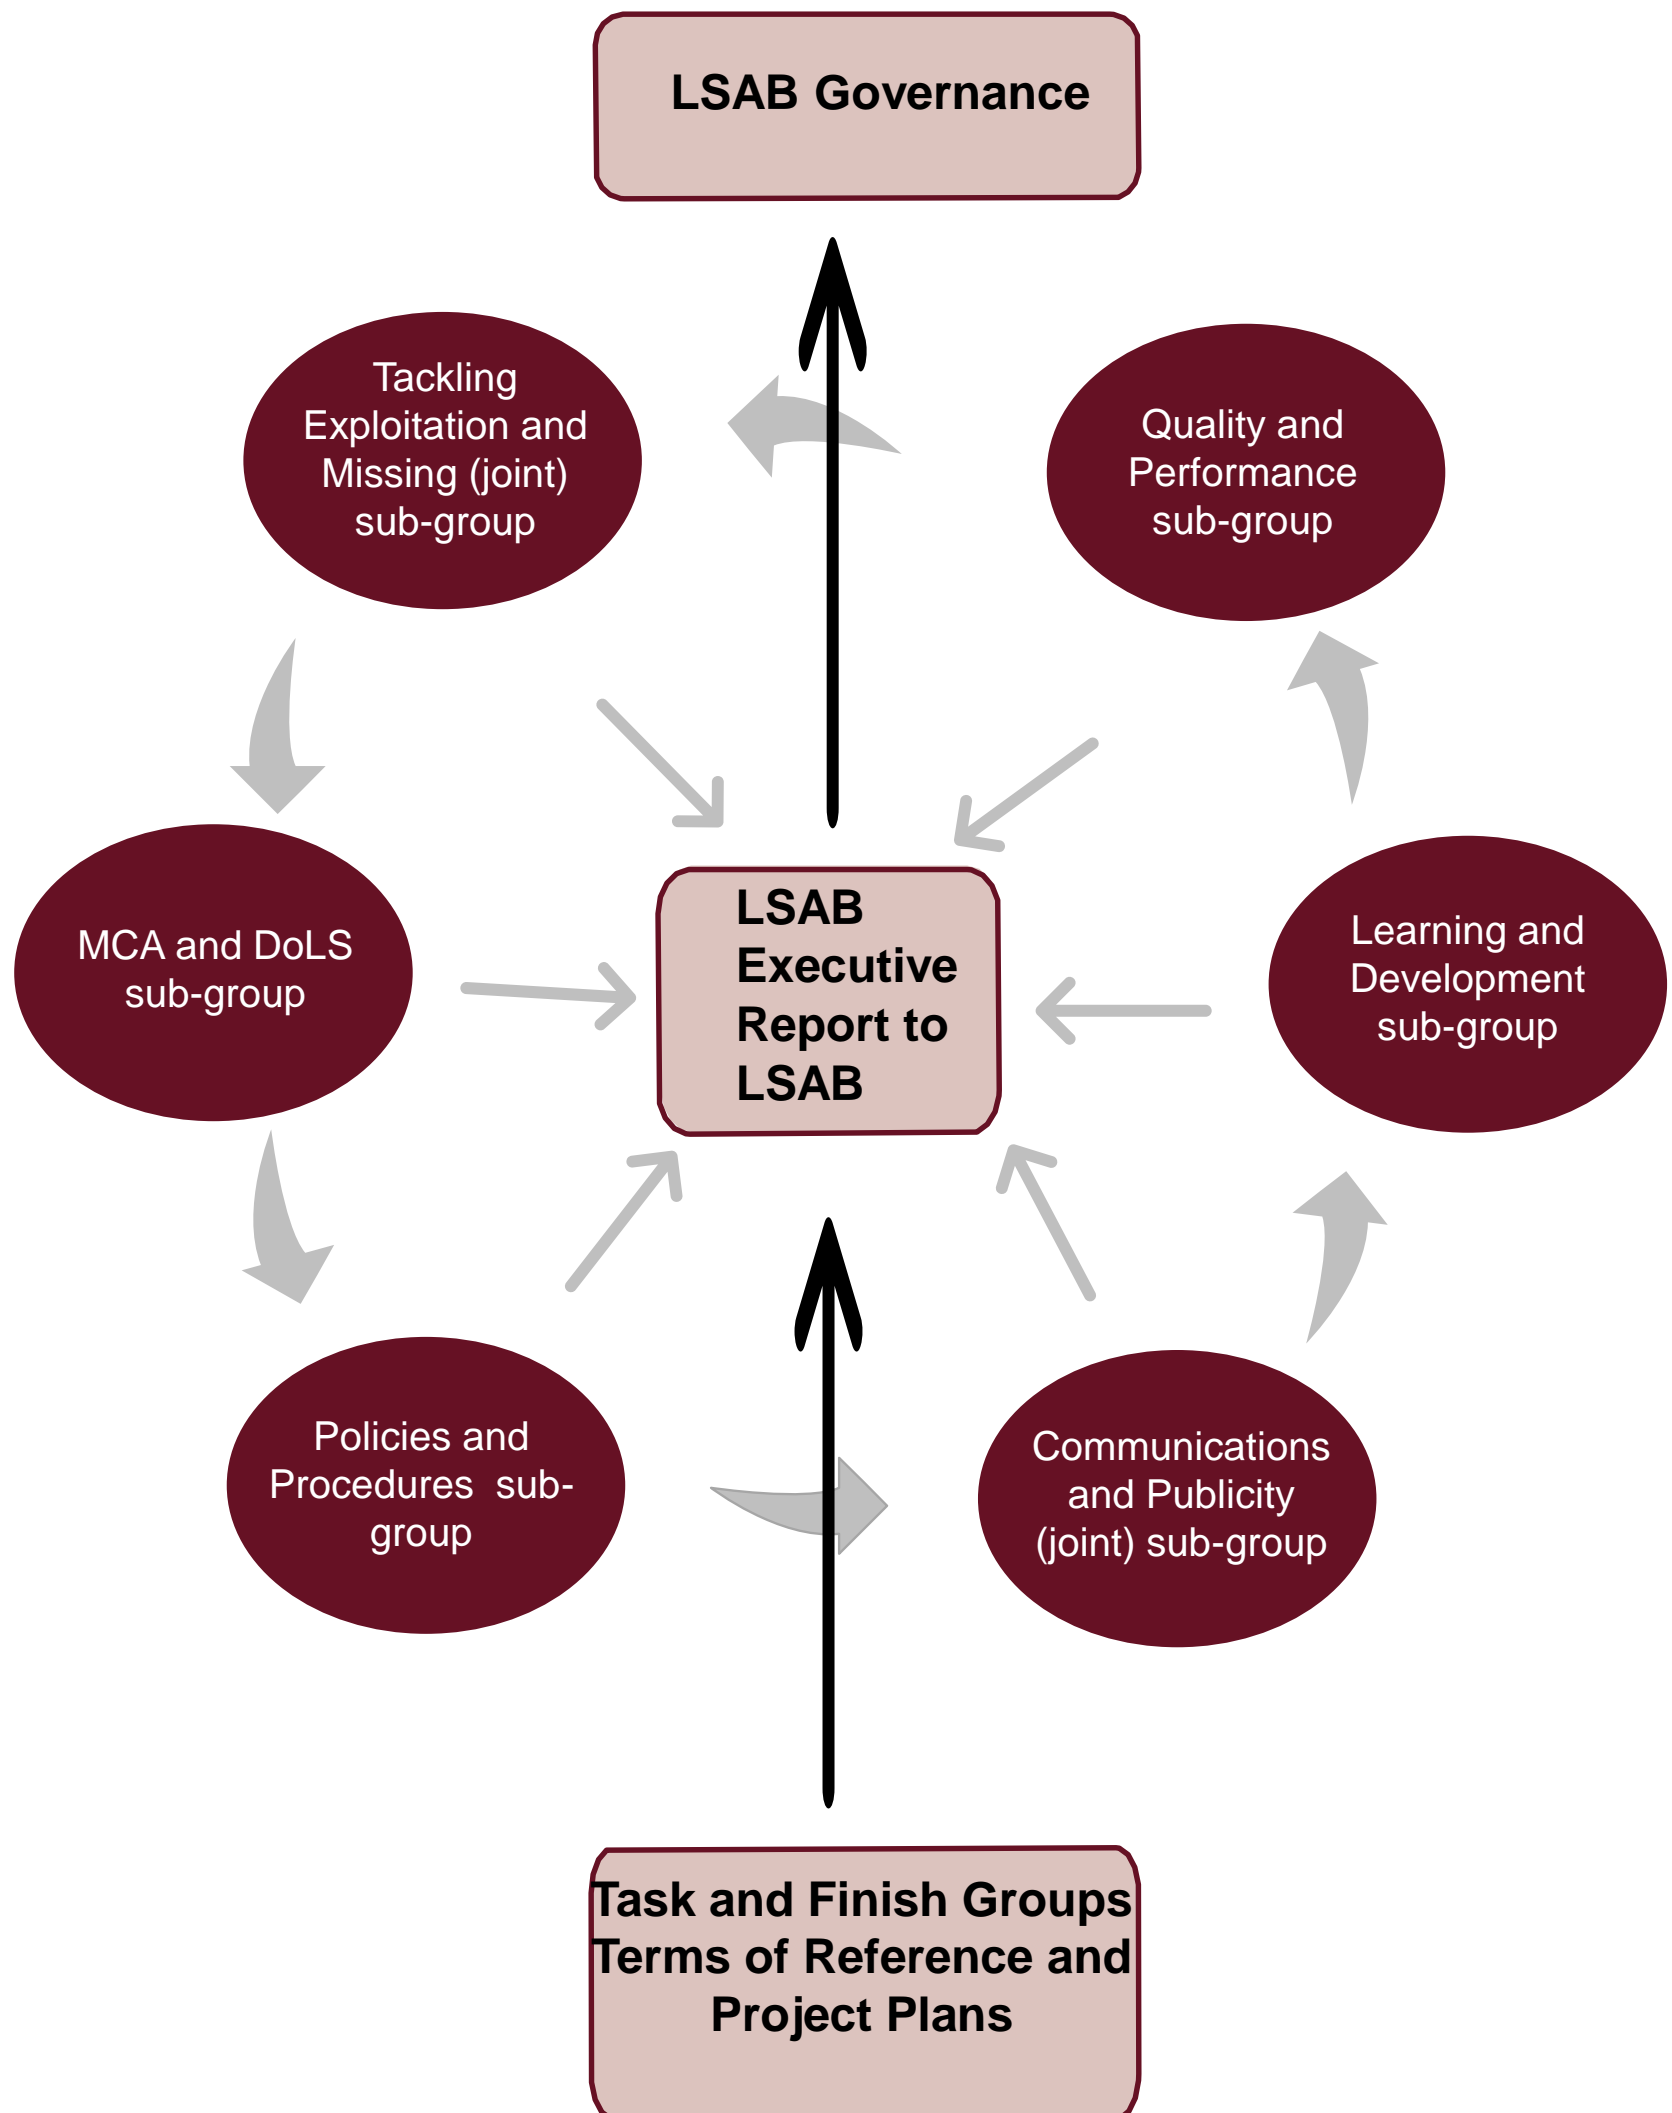 LSAB Governance
Tackling
Exploitation and
Missing (joint)
sub-group
Quality and
Performance
sub-group
MCA and DoLS
sub-group
LSAB
Executive
Report to
LSAB
Learning and
Development
sub-group
Policies and
Procedures  sub-
group
Communications
and Publicity
(joint) sub-group
Task and Finish Groups
Terms of Reference and
Project Plans